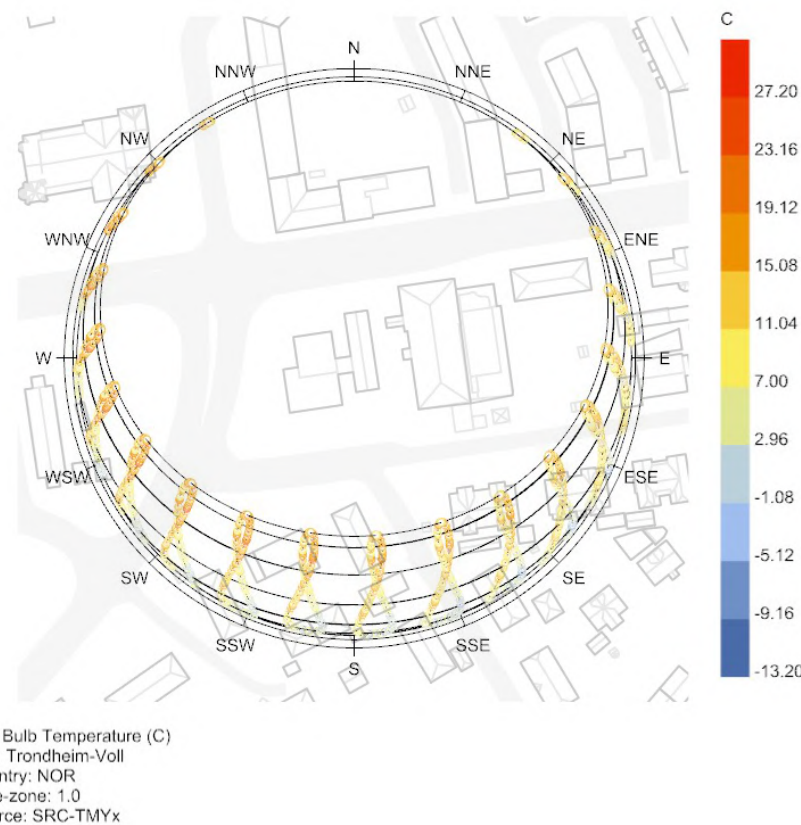 C
N
NNW
NNE
NW
NE
27.20
23.16
19.12
WNW
ENE
15.08
11.04
W
E
7.00
2.96
WSW
ESE
-1.08
-5.12
SW
SE
-9.16
SSW
SSE
S
-13.20
Bulb Temperature (C)
Trondheim-Voll
ntry: NOR
e-zone: 1.0
rce: SRC-TMYx